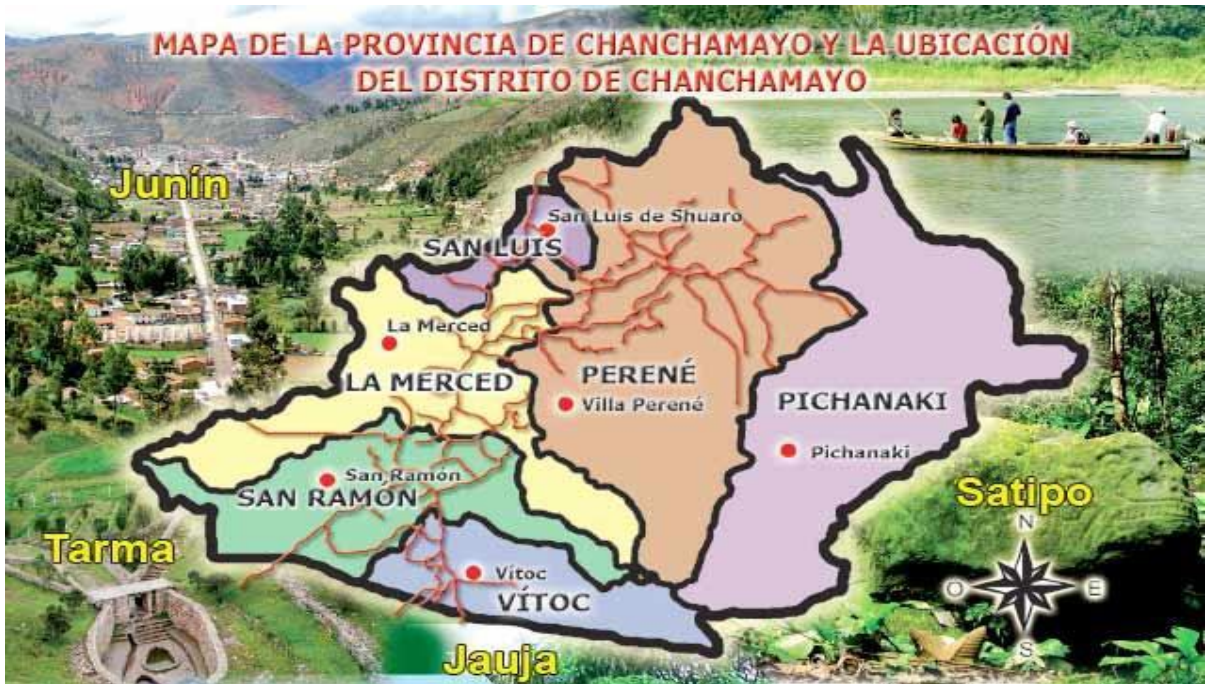 MAPA DE LA PROVINCIA DE CHANCHAMAYO Y LA UBICACIÓN
DEL DISTRITO DE CHANCHAMAYO
Junín
San Luis de Shuaro
SAN LUIS
La Merced
LA MERCED
PERENÉ
Villa Perené
PICHANAKI
Pichanaki
San Ramón
SAN RAMÓN
Satipo
Tarma
Vítoc
VÍTOC
Jauja
N
O
E
S